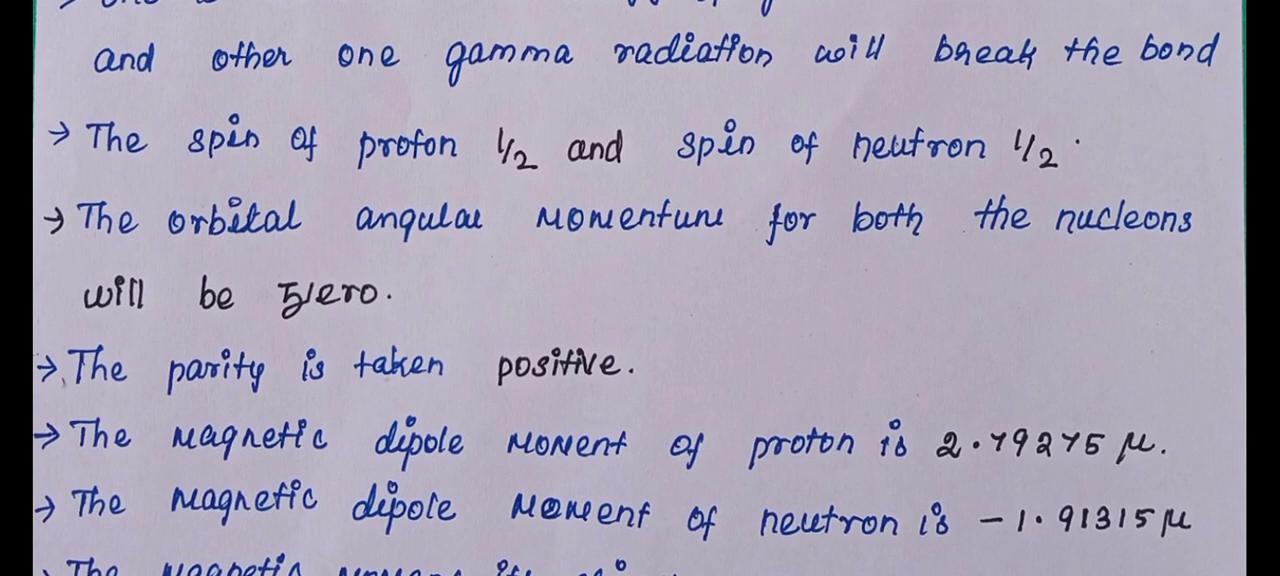 and other one gamma radiation will break the bond
→ The spin of proton 1/2 and spin of neutron 1/2.
→ The orbital angular momentum for both the nucleons
will be zero.
→ The parity is taken positive.
→ The magnetic dipole moment of proton is 2.79275 μ.
→ The magnetic dipole moment of neutron is -1.91315 μ
The magnetic